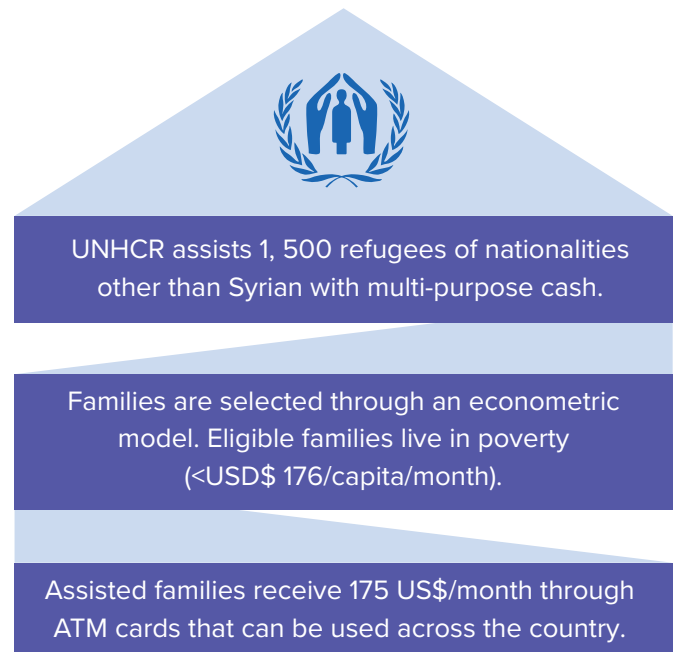 UNHCR assists 1, 500 refugees of nationalities
other than Syrian with multi-purpose cash.
Families are selected through an econometric
model. Eligible families live in poverty
(<USD$ 176/capita/month).
Assisted families receive 175 US$/month through
ATM cards that can be used across the country.